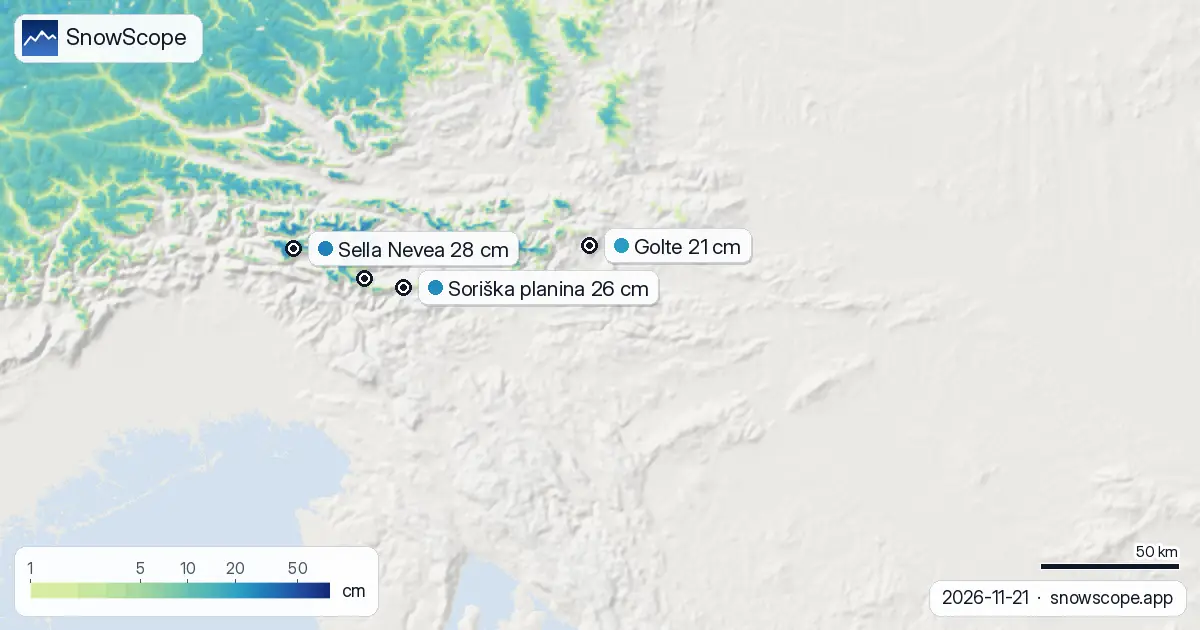 SnowScope
Sella Nevea 28 cm
Golte 21 cm
Soriška planina 26 cm
1 5 10 20 50
cm
50 km
2026-11-21 · snowscope.app